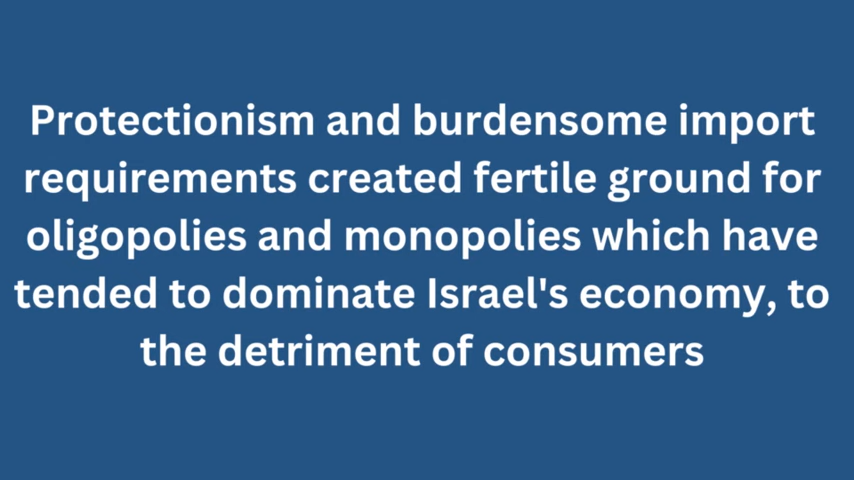 Protectionism and burdensome import
requirements created fertile ground for
oligopolies and monopolies which have
tended to dominate Israel's economy, to
the detriment of consumers